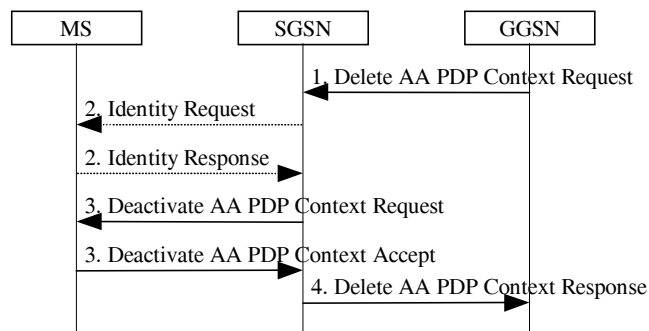 MS
SGSN
GGSN
1. Delete AA PDP Context Request
2. Identity Request
2. Identity Response
3. Deactivate AA PDP Context Request
3. Deactivate AA PDP Context Accept
4. Delete AA PDP Context Response